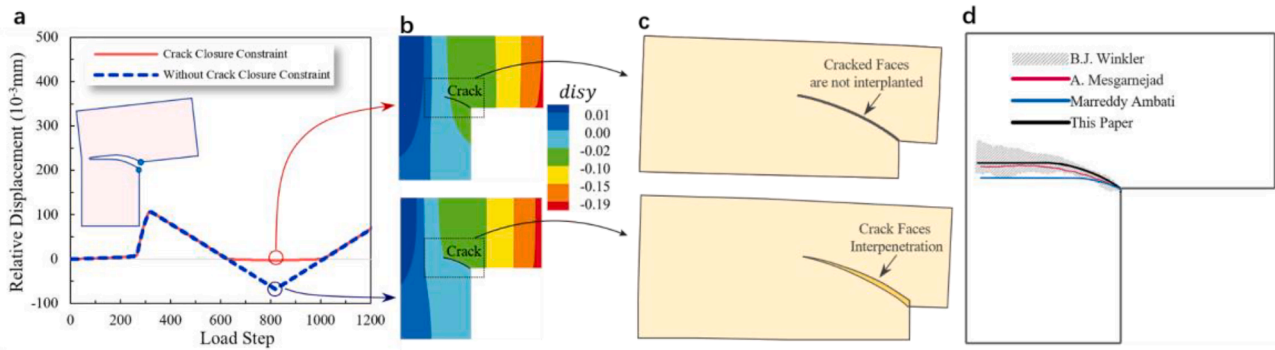 a
500
400
300
200
100
0
-100
Relative Displacement (10⁻³mm)
Crack Closure Constraint
Without Crack Closure Constraint
0 200 400 600 800 1000 1200
Load Step
b
Crack
disy
0.01
0.00
-0.02
-0.10
-0.15
-0.19
Crack
c
Cracked Faces
are not interplanted
Crack Faces
Interpenetration
d
B.J. Winkler
A. Mesgarnejad
Marreddy Ambati
This Paper